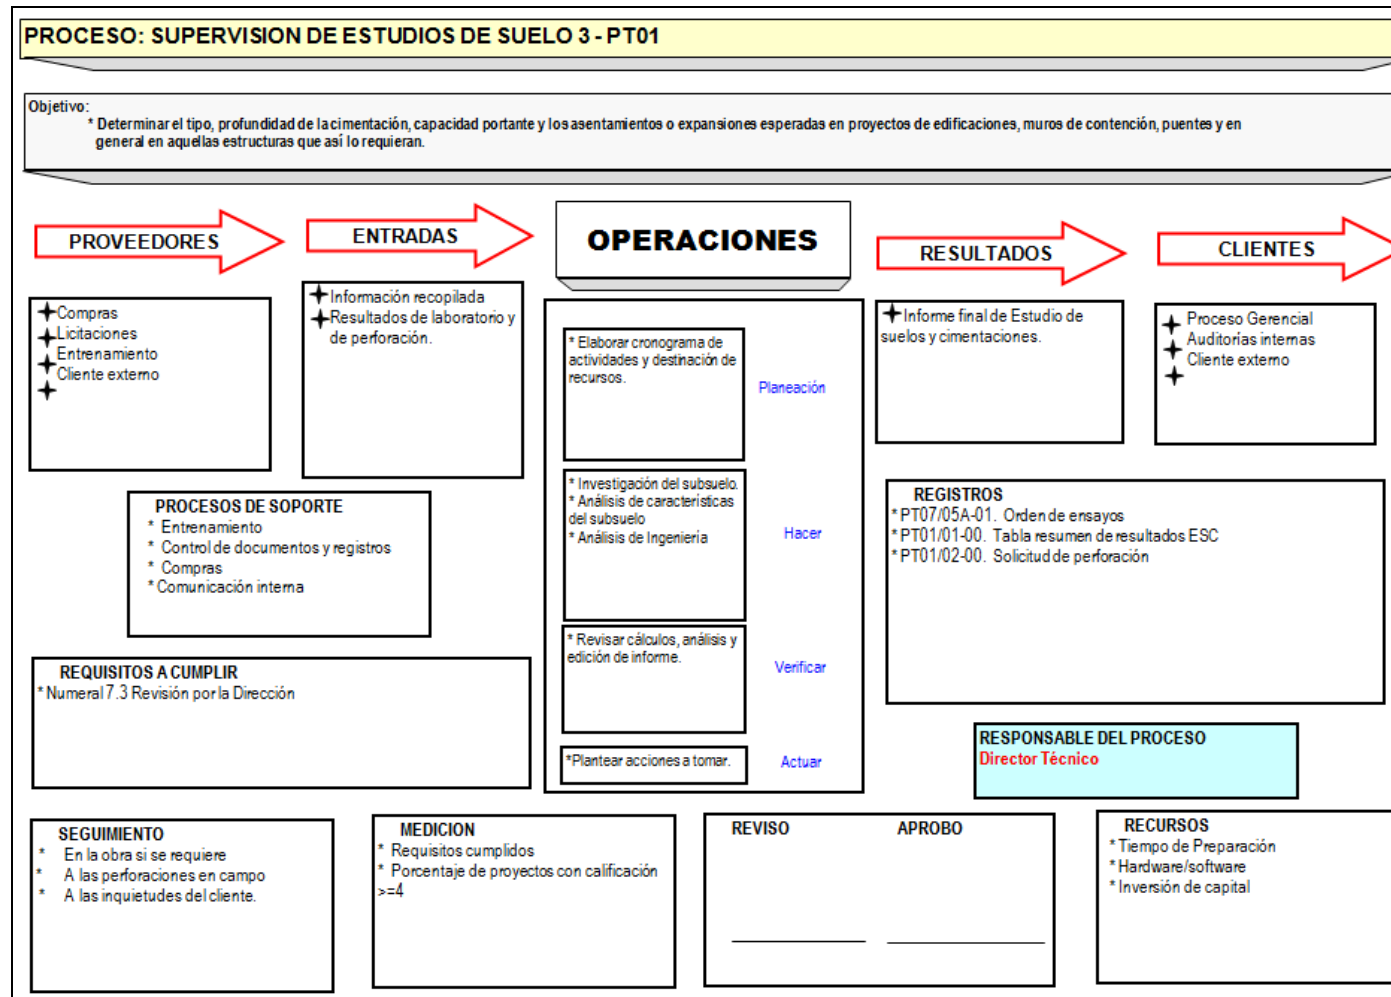 PROCESO: SUPERVISION DE ESTUDIOS DE SUELO 3 - PT01
Objetivo:
* Determinar el tipo, profundidad de la cimentación, capacidad portante y los asentamientos o expansiones esperadas en proyectos de edificaciones, muros de contención, puentes y en
general en aquellas estructuras que así lo requieran.
PROVEEDORES
ENTRADAS
OPERACIONES
RESULTADOS
CLIENTES
Compras
Licitaciones
Entrenamiento
Cliente externo
Información recopilada
Resultados de laboratorio y
de perforación.
* Elaborar cronograma de
actividades y destinación de
recursos.
Planeación
* Investigación del subsuelo.
* Análisis de características
del subsuelo
* Análisis de Ingeniería
Hacer
* Revisar cálculos, análisis y
edición de informe.
Verificar
*Plantear acciones a tomar.
Actuar
Informe final de Estudio de
suelos y cimentaciones.
Proceso Gerencial
Auditorías internas
Cliente externo
PROCESOS DE SOPORTE
* Entrenamiento
* Control de documentos y registros
* Compras
* Comunicación interna
REGISTROS
* PT07/05A-01. Orden de ensayos
* PT01/01-00. Tabla resumen de resultados ESC
* PT01/02-00. Solicitud de perforación
REQUISITOS A CUMPLIR
* Numeral 7.3 Revisión por la Dirección
RESPONSABLE DEL PROCESO
Director Técnico
SEGUIMIENTO
* En la obra si se requiere
* A las perforaciones en campo
* A las inquietudes del cliente.
MEDICION
* Requisitos cumplidos
* Porcentaje de proyectos con calificación
>=4
REVISO APROBO
RECURSOS
* Tiempo de Preparación
* Hardware/software
* Inversión de capital